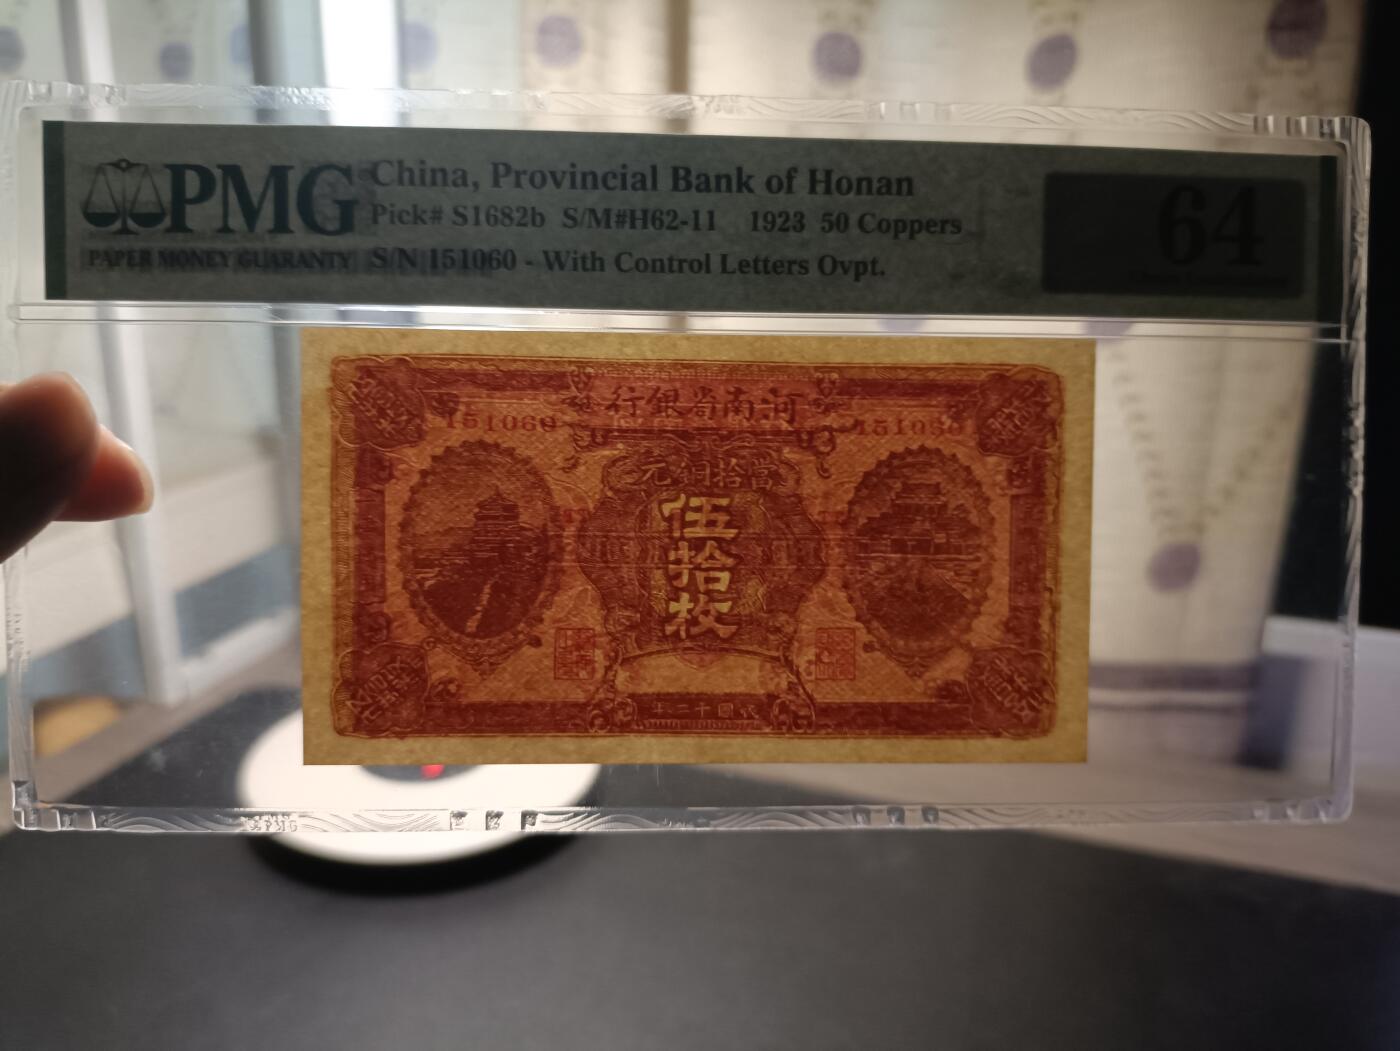 PMG
PAPER MONEY GUARANTY
China, Provincial Bank of Honan
Pick# S1682b S/M#H62-11 1923 50 Coppers
S/N 151060 - With Control Letters Ovpt.
64
行銀省南河
151060 151060
元銅拾當
伍
拾
枚
年二十國民
PMG